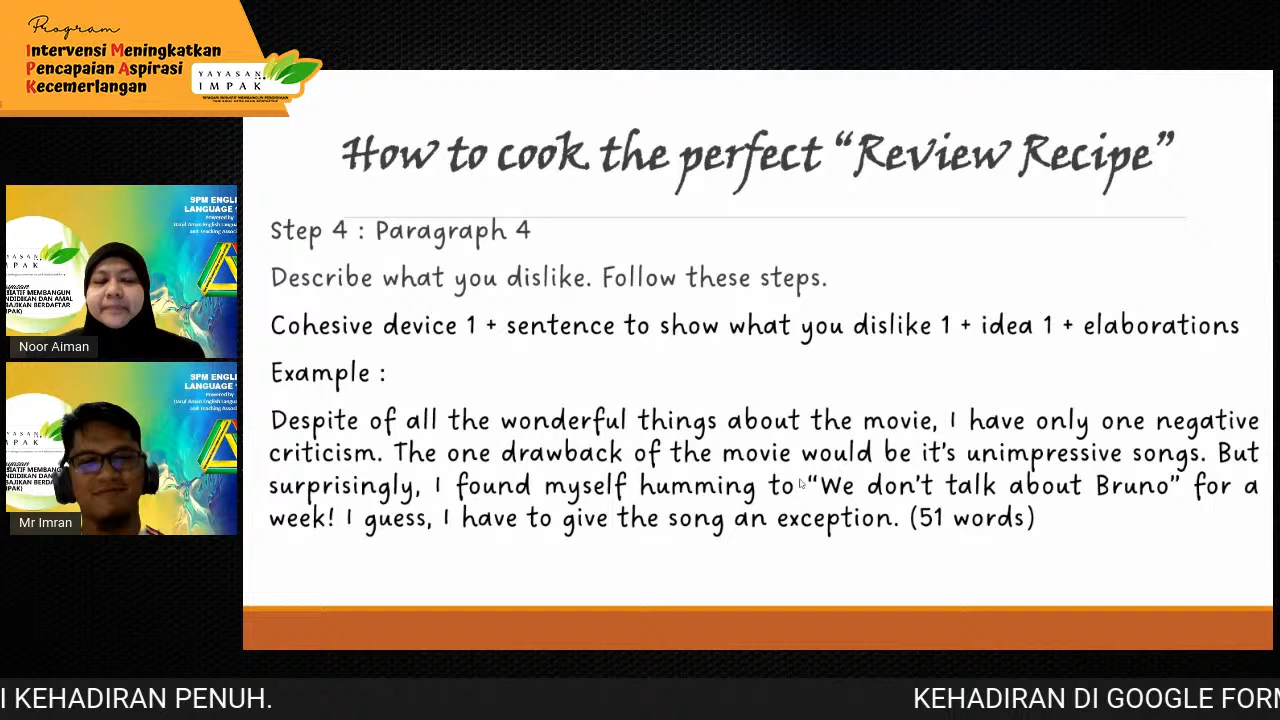 Program
Intervensi Meningkatkan
Pencapaian Aspirasi
Kecemerlangan
YAYASAN
IMPAK
How to cook the perfect “Review Recipe”
Step 4 : Paragraph 4
Describe what you dislike. Follow these steps.
Cohesive device 1 + sentence to show what you dislike 1 + idea 1 + elaborations
Example :
Despite of all the wonderful things about the movie, I have only one negative
criticism. The one drawback of the movie would be it's unimpressive songs. But
surprisingly, I found myself humming to “We don't talk about Bruno” for a
week! I guess, I have to give the song an exception. (51 words)
SPM ENGLI
LANGUAGE
Powered by
Noor Aiman
SPM ENGLI
LANGUAGE
Powered by
Mr Imran
I KEHADIRAN PENUH.
KEHADIRAN DI GOOGLE FORM